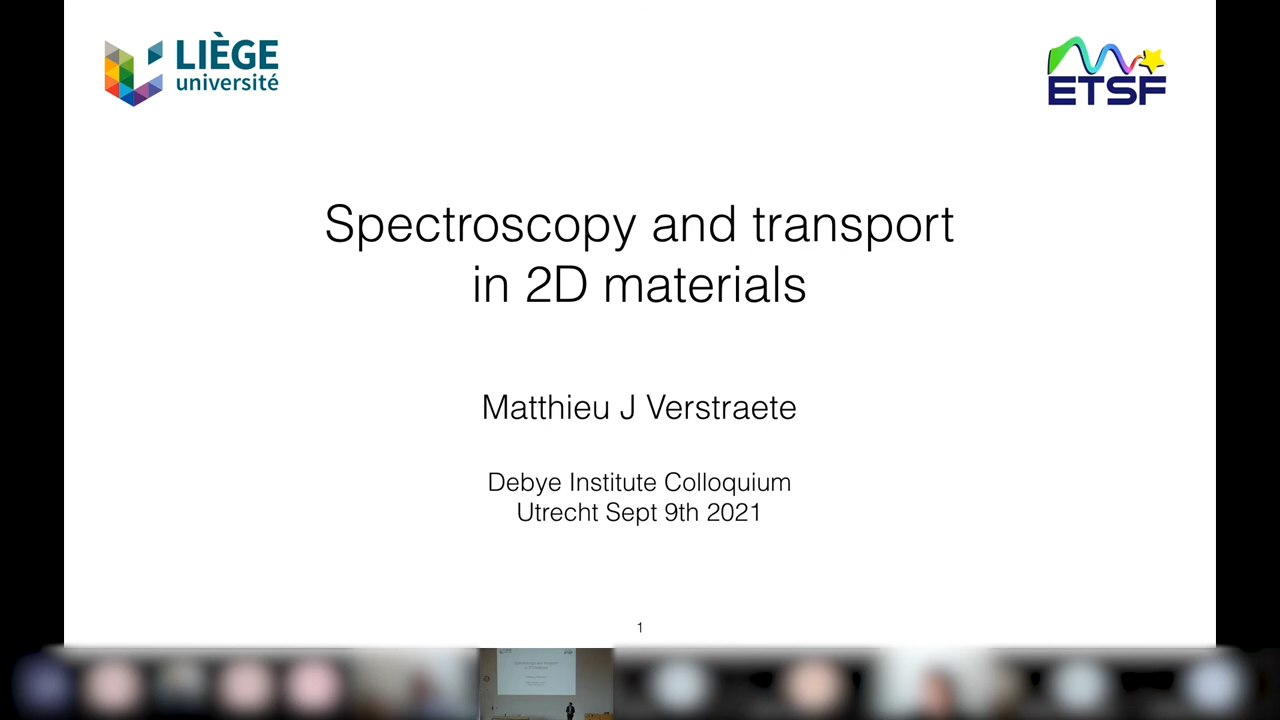 LIÈGE
université
ETSF
Spectroscopy and transport
in 2D materials
Matthieu J Verstraete
Debye Institute Colloquium
Utrecht Sept 9th 2021
1